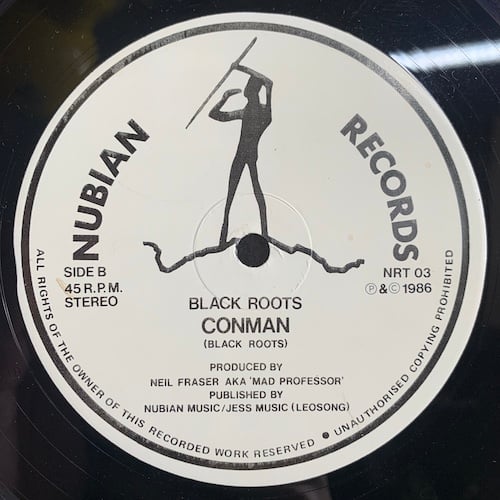 NUBIAN RECORDS
SIDE B
45 R.P.M.
STEREO
NRT 03
Ⓟ & © 1986
BLACK ROOTS
CONMAN
(BLACK ROOTS)
PRODUCED BY
NEIL FRASER AKA 'MAD PROFESSOR'
PUBLISHED BY
NUBIAN MUSIC/JESS MUSIC (LEOSONG)
ALL RIGHTS OF THE OWNER OF THIS RECORDED WORK RESERVED ● UNAUTHORISED COPYING PROHIBITED